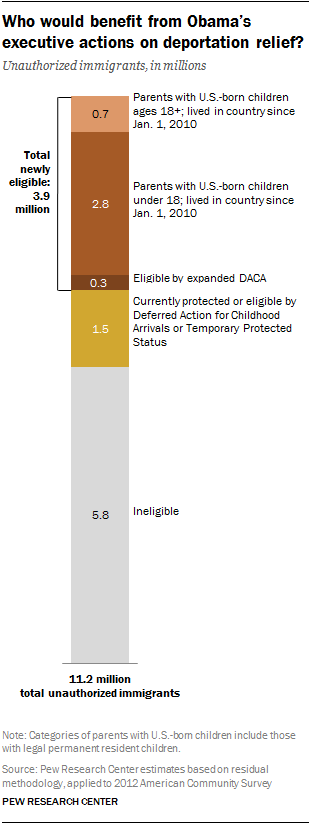 Who would benefit from Obama's
executive actions on deportation relief?
Unauthorized immigrants, in millions
Total
newly
eligible:
3.9
million
0.7
Parents with U.S.-born children
ages 18+; lived in country since
Jan. 1, 2010
2.8
Parents with U.S.-born children
under 18; lived in country since
Jan. 1, 2010
0.3
Eligible by expanded DACA
1.5
Currently protected or eligible by
Deferred Action for Childhood
Arrivals or Temporary Protected
Status
5.8
Ineligible
11.2 million
total unauthorized immigrants
Note: Categories of parents with U.S.-born children include those
with legal permanent resident children.
Source: Pew Research Center estimates based on residual
methodology, applied to 2012 American Community Survey
PEW RESEARCH CENTER